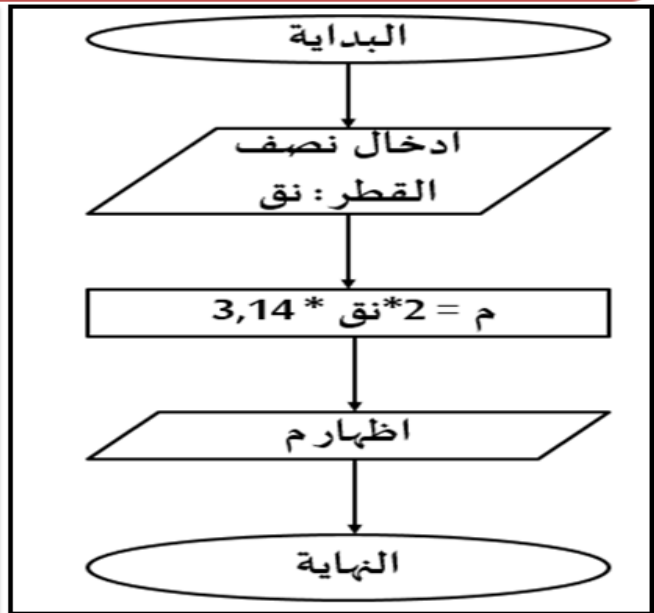 البداية
ادخال نصف
القطر : نق
م = 2*نق * 3,14
اظهار م
النهاية